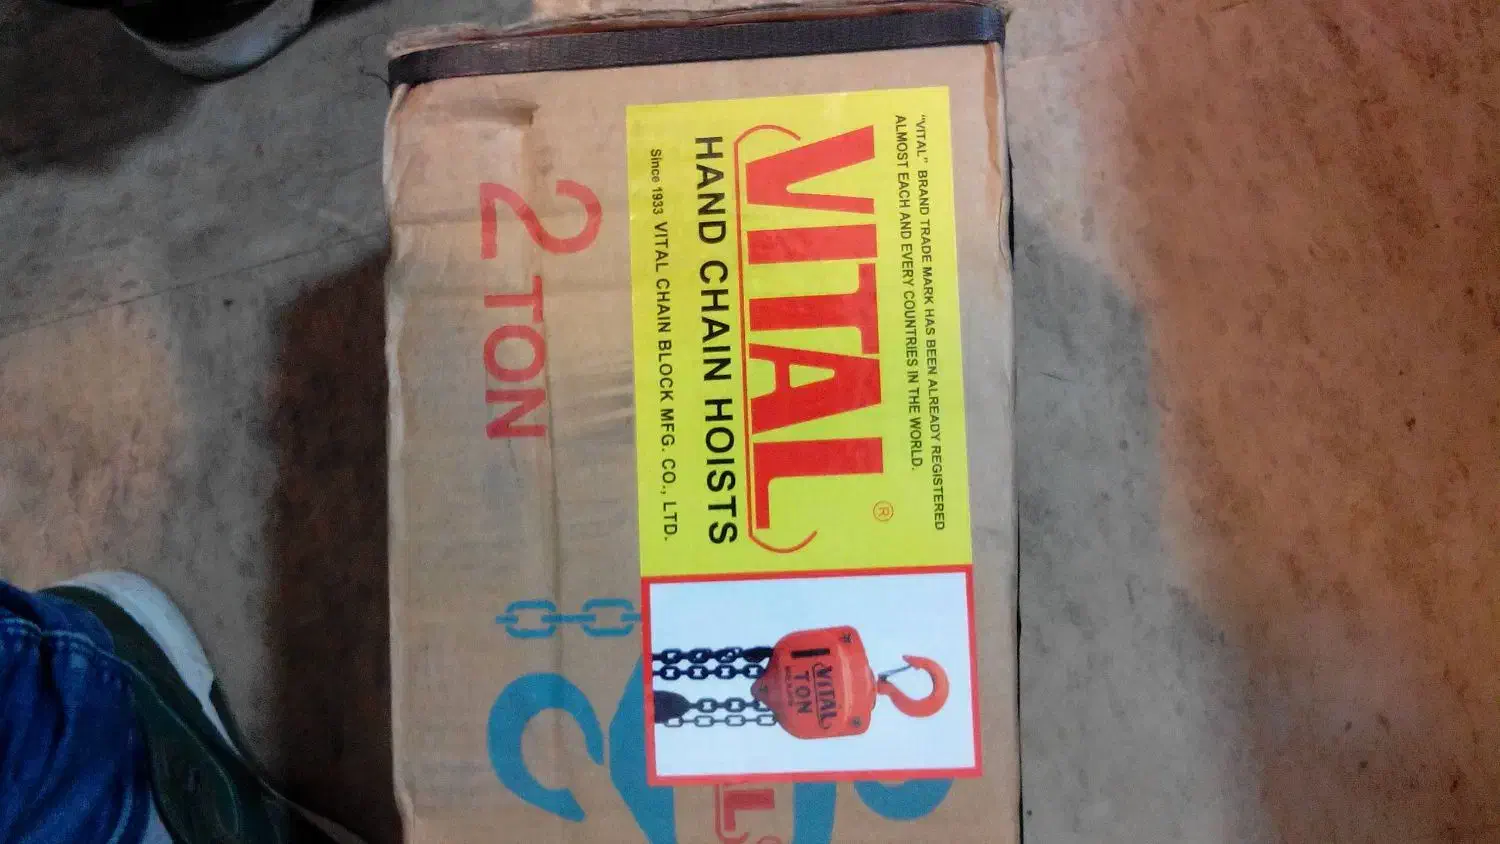 "VITAL" BRAND TRADE MARK HAS BEEN ALREADY REGISTERED
ALMOST EACH AND EVERY COUNTRIES IN THE WORLD.
VITAL ®
HAND CHAIN HOISTS
Since 1933 VITAL CHAIN BLOCK MFG. CO., LTD.
VITAL
1 TON
2 TON